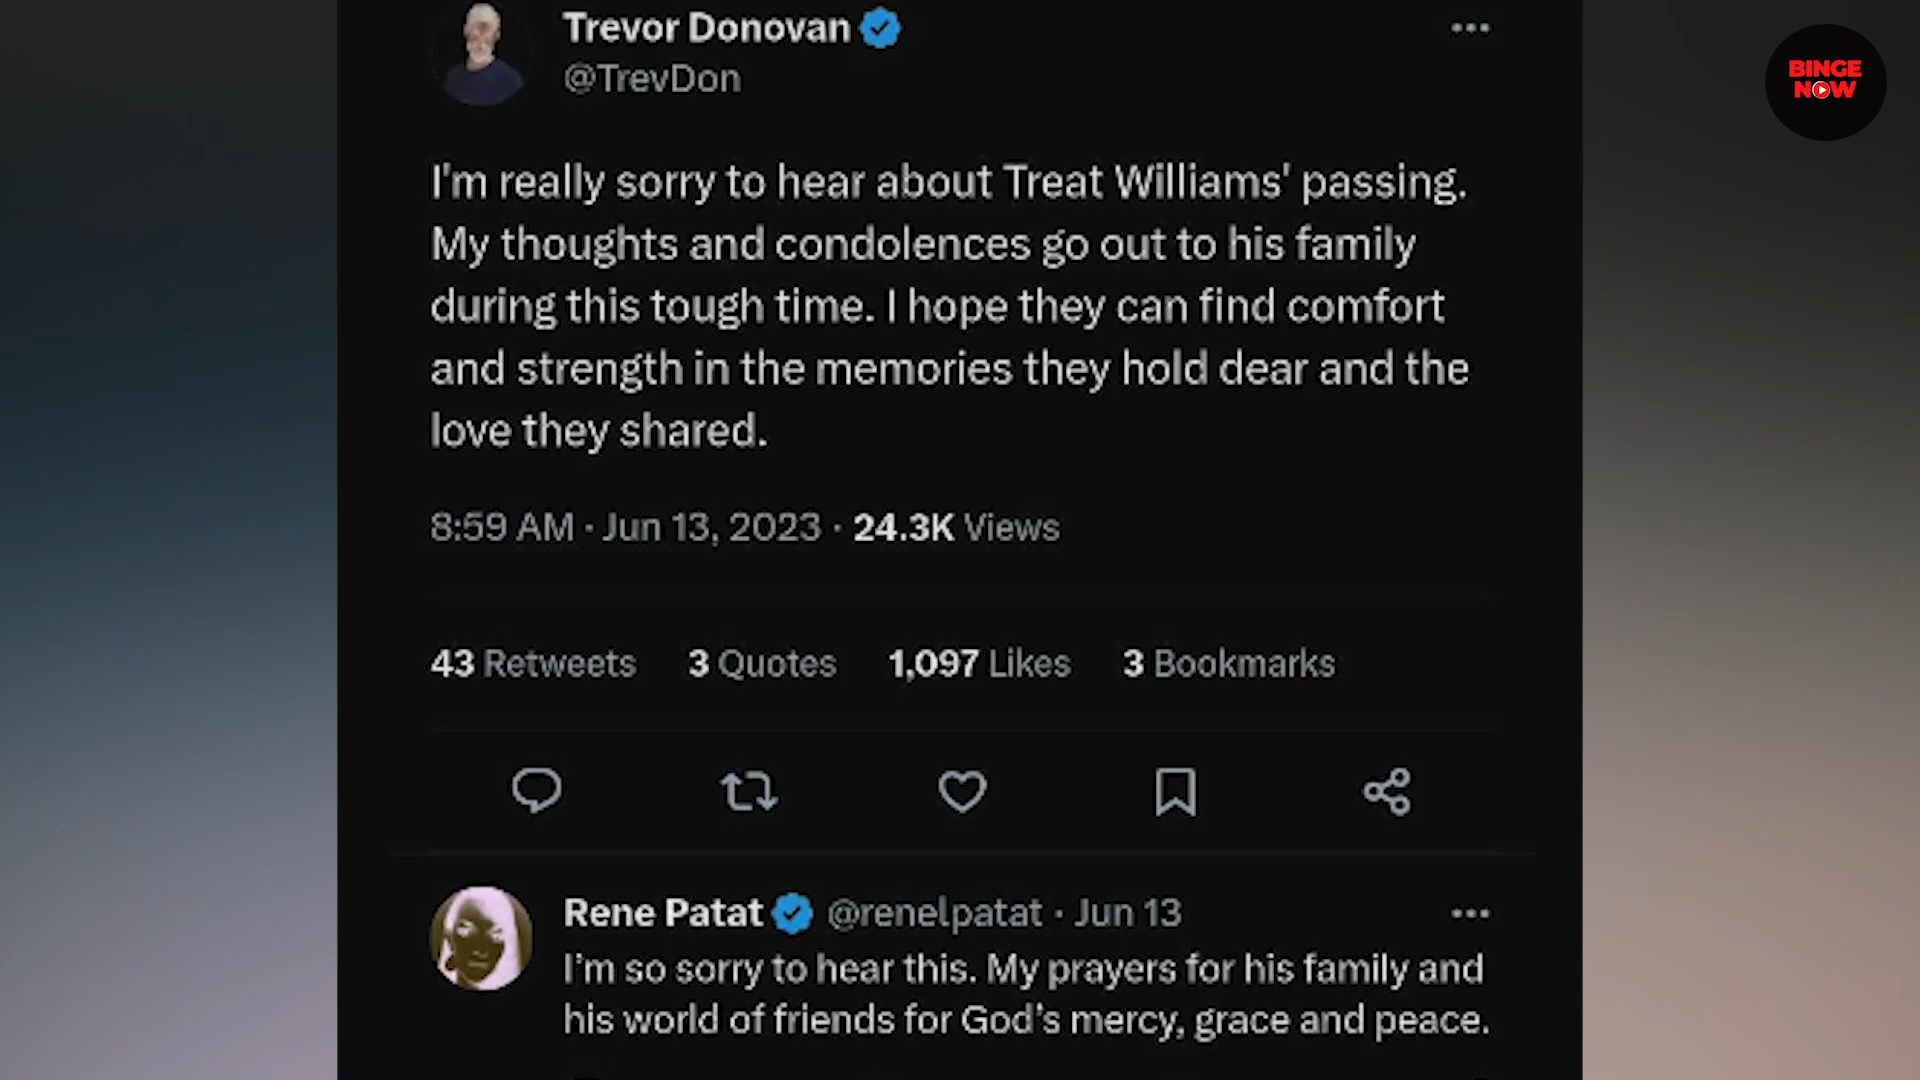 Trevor Donovan
@TrevDon
BINGE
NOW
I'm really sorry to hear about Treat Williams' passing.
My thoughts and condolences go out to his family
during this tough time. I hope they can find comfort
and strength in the memories they hold dear and the
love they shared.
8:59 AM · Jun 13, 2023 · 24.3K Views
43 Retweets 3 Quotes 1,097 Likes 3 Bookmarks
Rene Patat @renelpatat · Jun 13
I'm so sorry to hear this. My prayers for his family and
his world of friends for God's mercy, grace and peace.